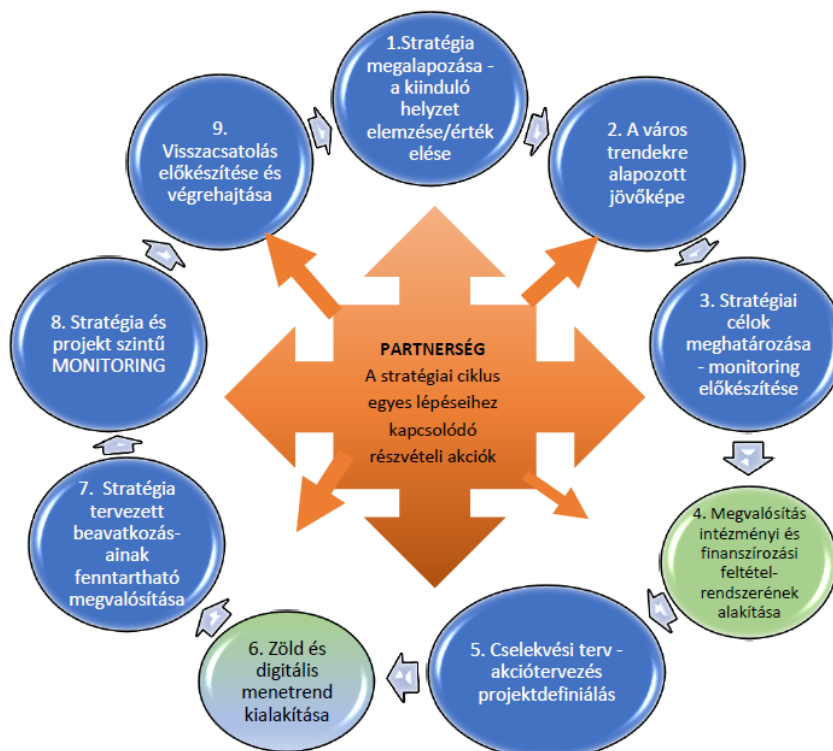 1.Stratégia
megalapozása -
a kiinduló
helyzet
elemzése/érték
elése
2. A város
trendekre
alapozott
jövőképe
3. Stratégiai
célok
meghatározása
- monitoring
előkészítése
4. Megvalósítás
intézményi és
finanszírozási
feltétel-
rendszerének
alakítása
5. Cselekvési terv -
akciótervezés
projektdefiniálás
6. Zöld és
digitális
menetrend
kialakítása
7. Stratégia
tervezett
beavatkozás-
ainak
fenntartható
megvalósítása
8. Stratégia és
projekt szintű
MONITORING
9.
Visszacsatolás
előkészítése és
végrehajtása
PARTNERSÉG
A stratégiai ciklus
egyes lépéseihez
kapcsolódó
részvételi akciók